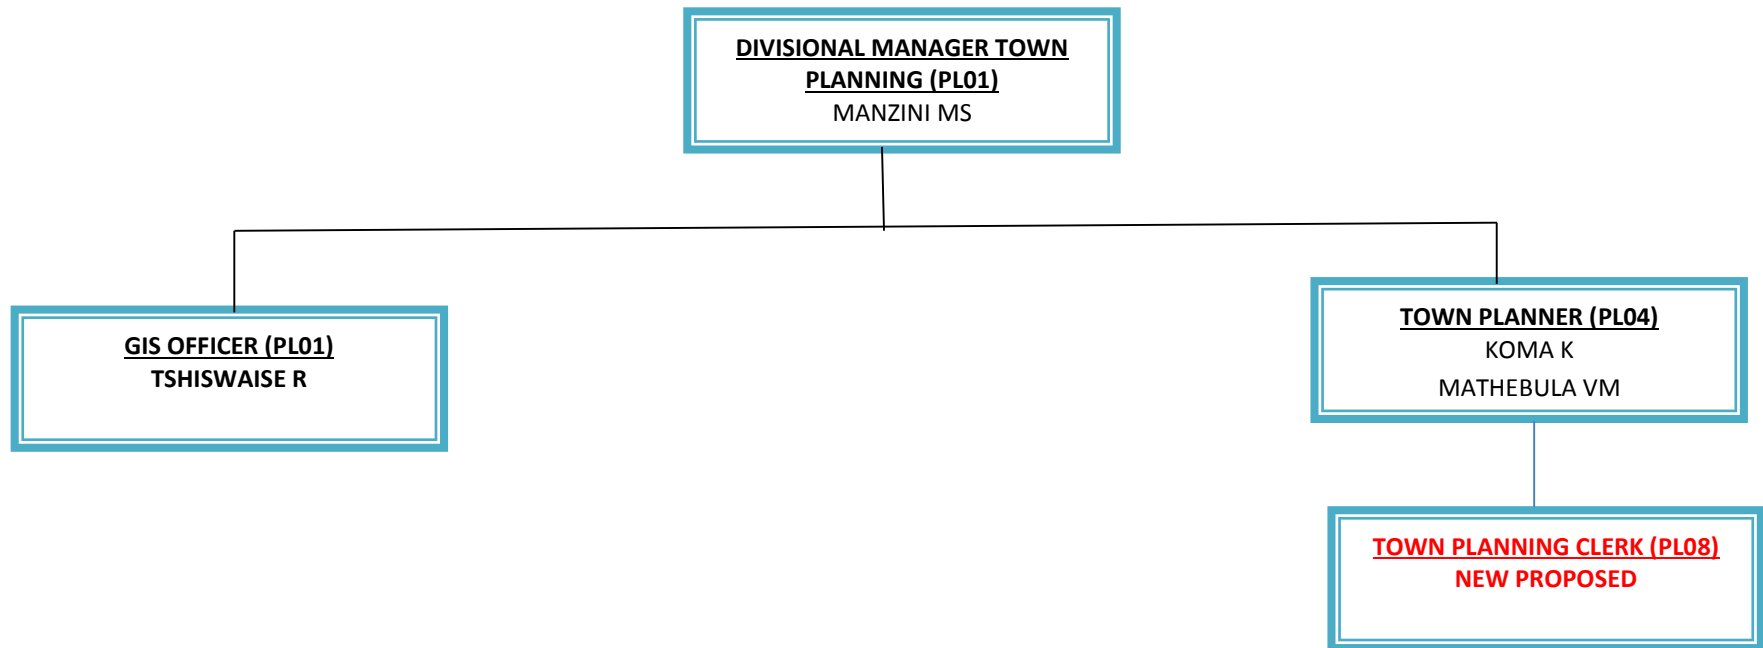 DIVISIONAL MANAGER TOWN
PLANNING (PL01)
MANZINI MS
GIS OFFICER (PL01)
TSHISWAISE R
TOWN PLANNER (PL04)
KOMA K
MATHEBULA VM
TOWN PLANNING CLERK (PL08)
NEW PROPOSED